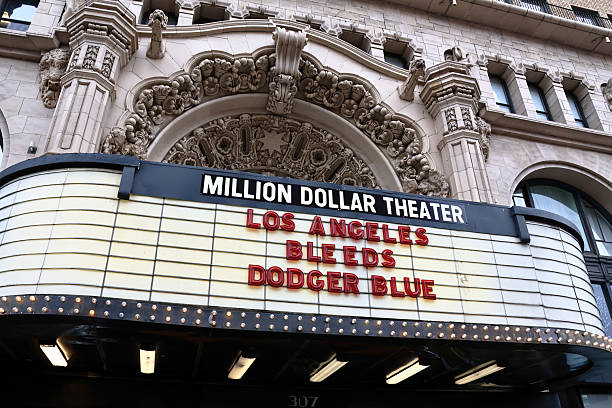 MILLION DOLLAR THEATER
LOS ANGELES
BLEEDS
DODGER BLUE
307